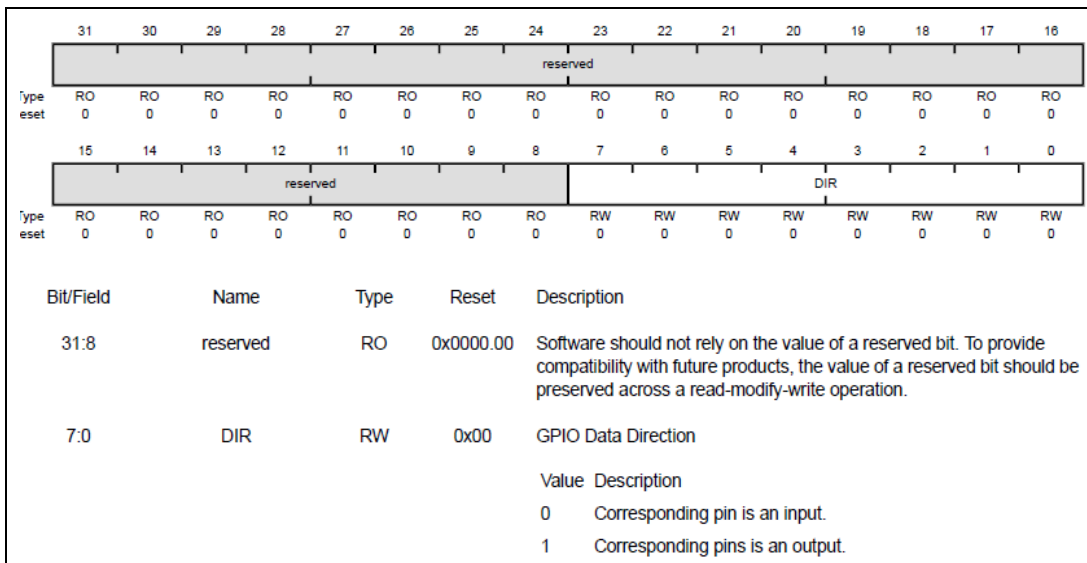 31 30 29 28 27 26 25 24 23 22 21 20 19 18 17 16
reserved
Type RO RO RO RO RO RO RO RO RO RO RO RO RO RO RO RO
eset 0 0 0 0 0 0 0 0 0 0 0 0 0 0 0 0
15 14 13 12 11 10 9 8 7 6 5 4 3 2 1 0
reserved DIR
Type RO RO RO RO RO RO RO RO RW RW RW RW RW RW RW RW
eset 0 0 0 0 0 0 0 0 0 0 0 0 0 0 0 0
Bit/Field Name Type Reset Description
31:8 reserved RO 0x0000.00 Software should not rely on the value of a reserved bit. To provide
compatibility with future products, the value of a reserved bit should be
preserved across a read-modify-write operation.
7:0 DIR RW 0x00 GPIO Data Direction
Value Description
0 Corresponding pin is an input.
1 Corresponding pins is an output.